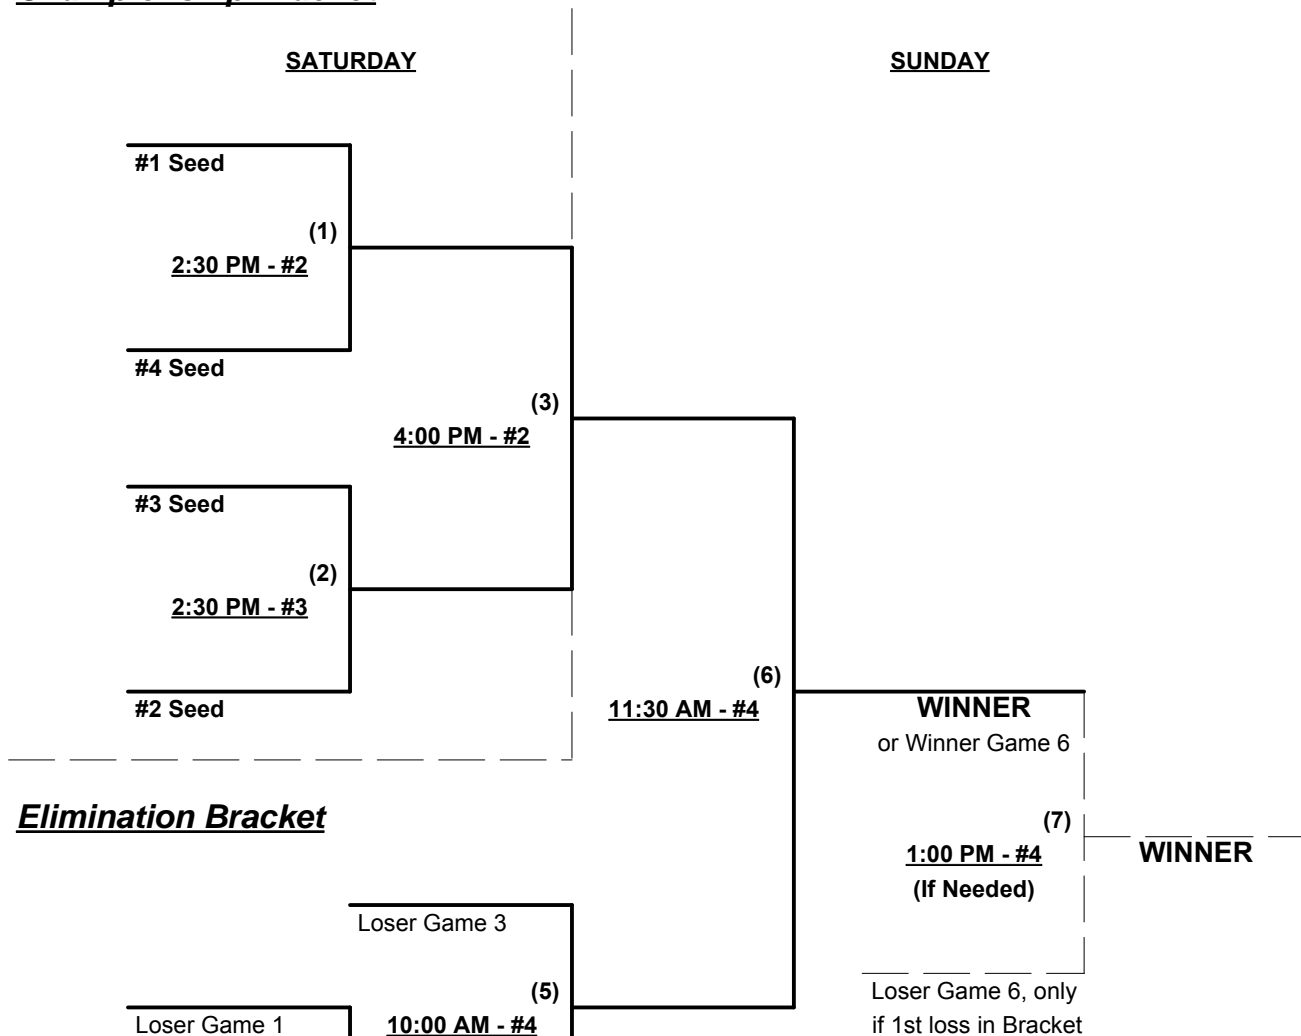 SATURDAY
SUNDAY
#1 Seed
(1)
2:30 PM - #2
#4 Seed
(3)
4:00 PM - #2
#3 Seed
(2)
2:30 PM - #3
#2 Seed
(6)
11:30 AM - #4
WINNER
or Winner Game 6
Elimination Bracket
(7)
1:00 PM - #4
WINNER
(If Needed)
Loser Game 3
(5)
Loser Game 6, only
Loser Game 1
10:00 AM - #4
if 1st loss in Bracket